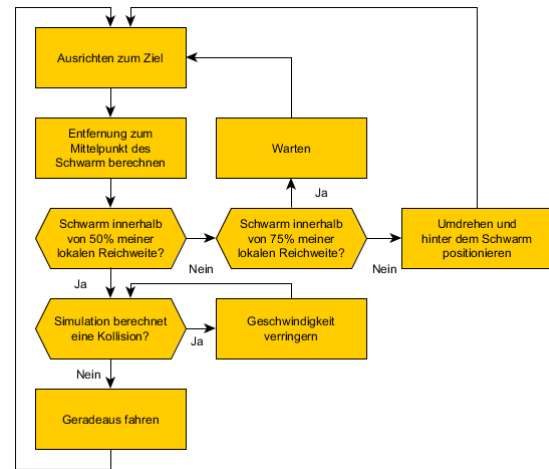 Ausrichten zum Ziel
Entfernung zum
Mittelpunkt des
Schwarm berechnen
Warten
Ja
Schwarm innerhalb
von 50% meiner
lokalen Reichweite?
Nein
Schwarm innerhalb
von 75% meiner
lokalen Reichweite?
Nein
Umdrehen und
hinter dem Schwarm
positionieren
Ja
Simulation berechnet
eine Kollision?
Ja
Geschwindigkeit
verringern
Nein
Geradeaus fahren